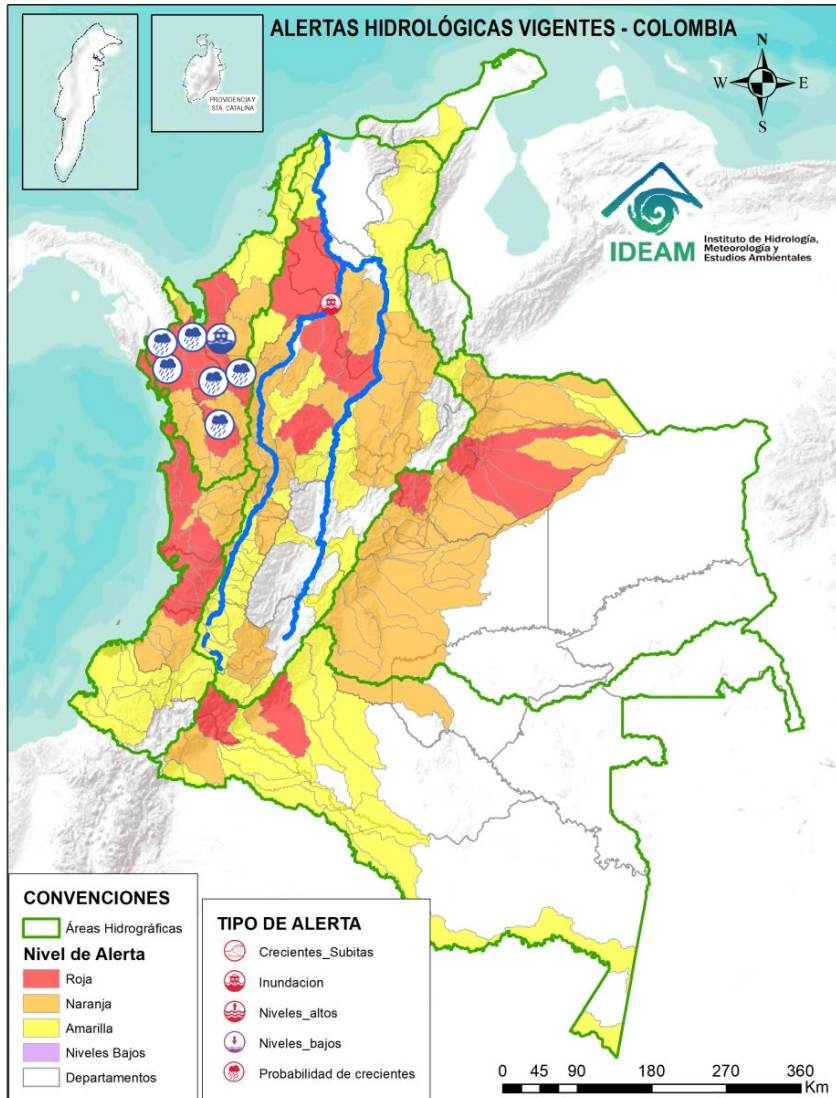 ALERTAS HIDROLÓGICAS VIGENTES - COLOMBIA
PROVIDENCIA Y
STA. CATALINA
N
W
E
S
IDEAM
Instituto de Hidrología,
Meteorología y
Estudios Ambientales
CONVENCIONES
Áreas Hidrográficas
Nivel de Alerta
Roja
Naranja
Amarilla
Niveles Bajos
Departamentos
TIPO DE ALERTA
Crecientes_Subitas
Inundacion
Niveles_altos
Niveles_bajos
Probabilidad de crecientes
0 45 90 180 270 360
Km